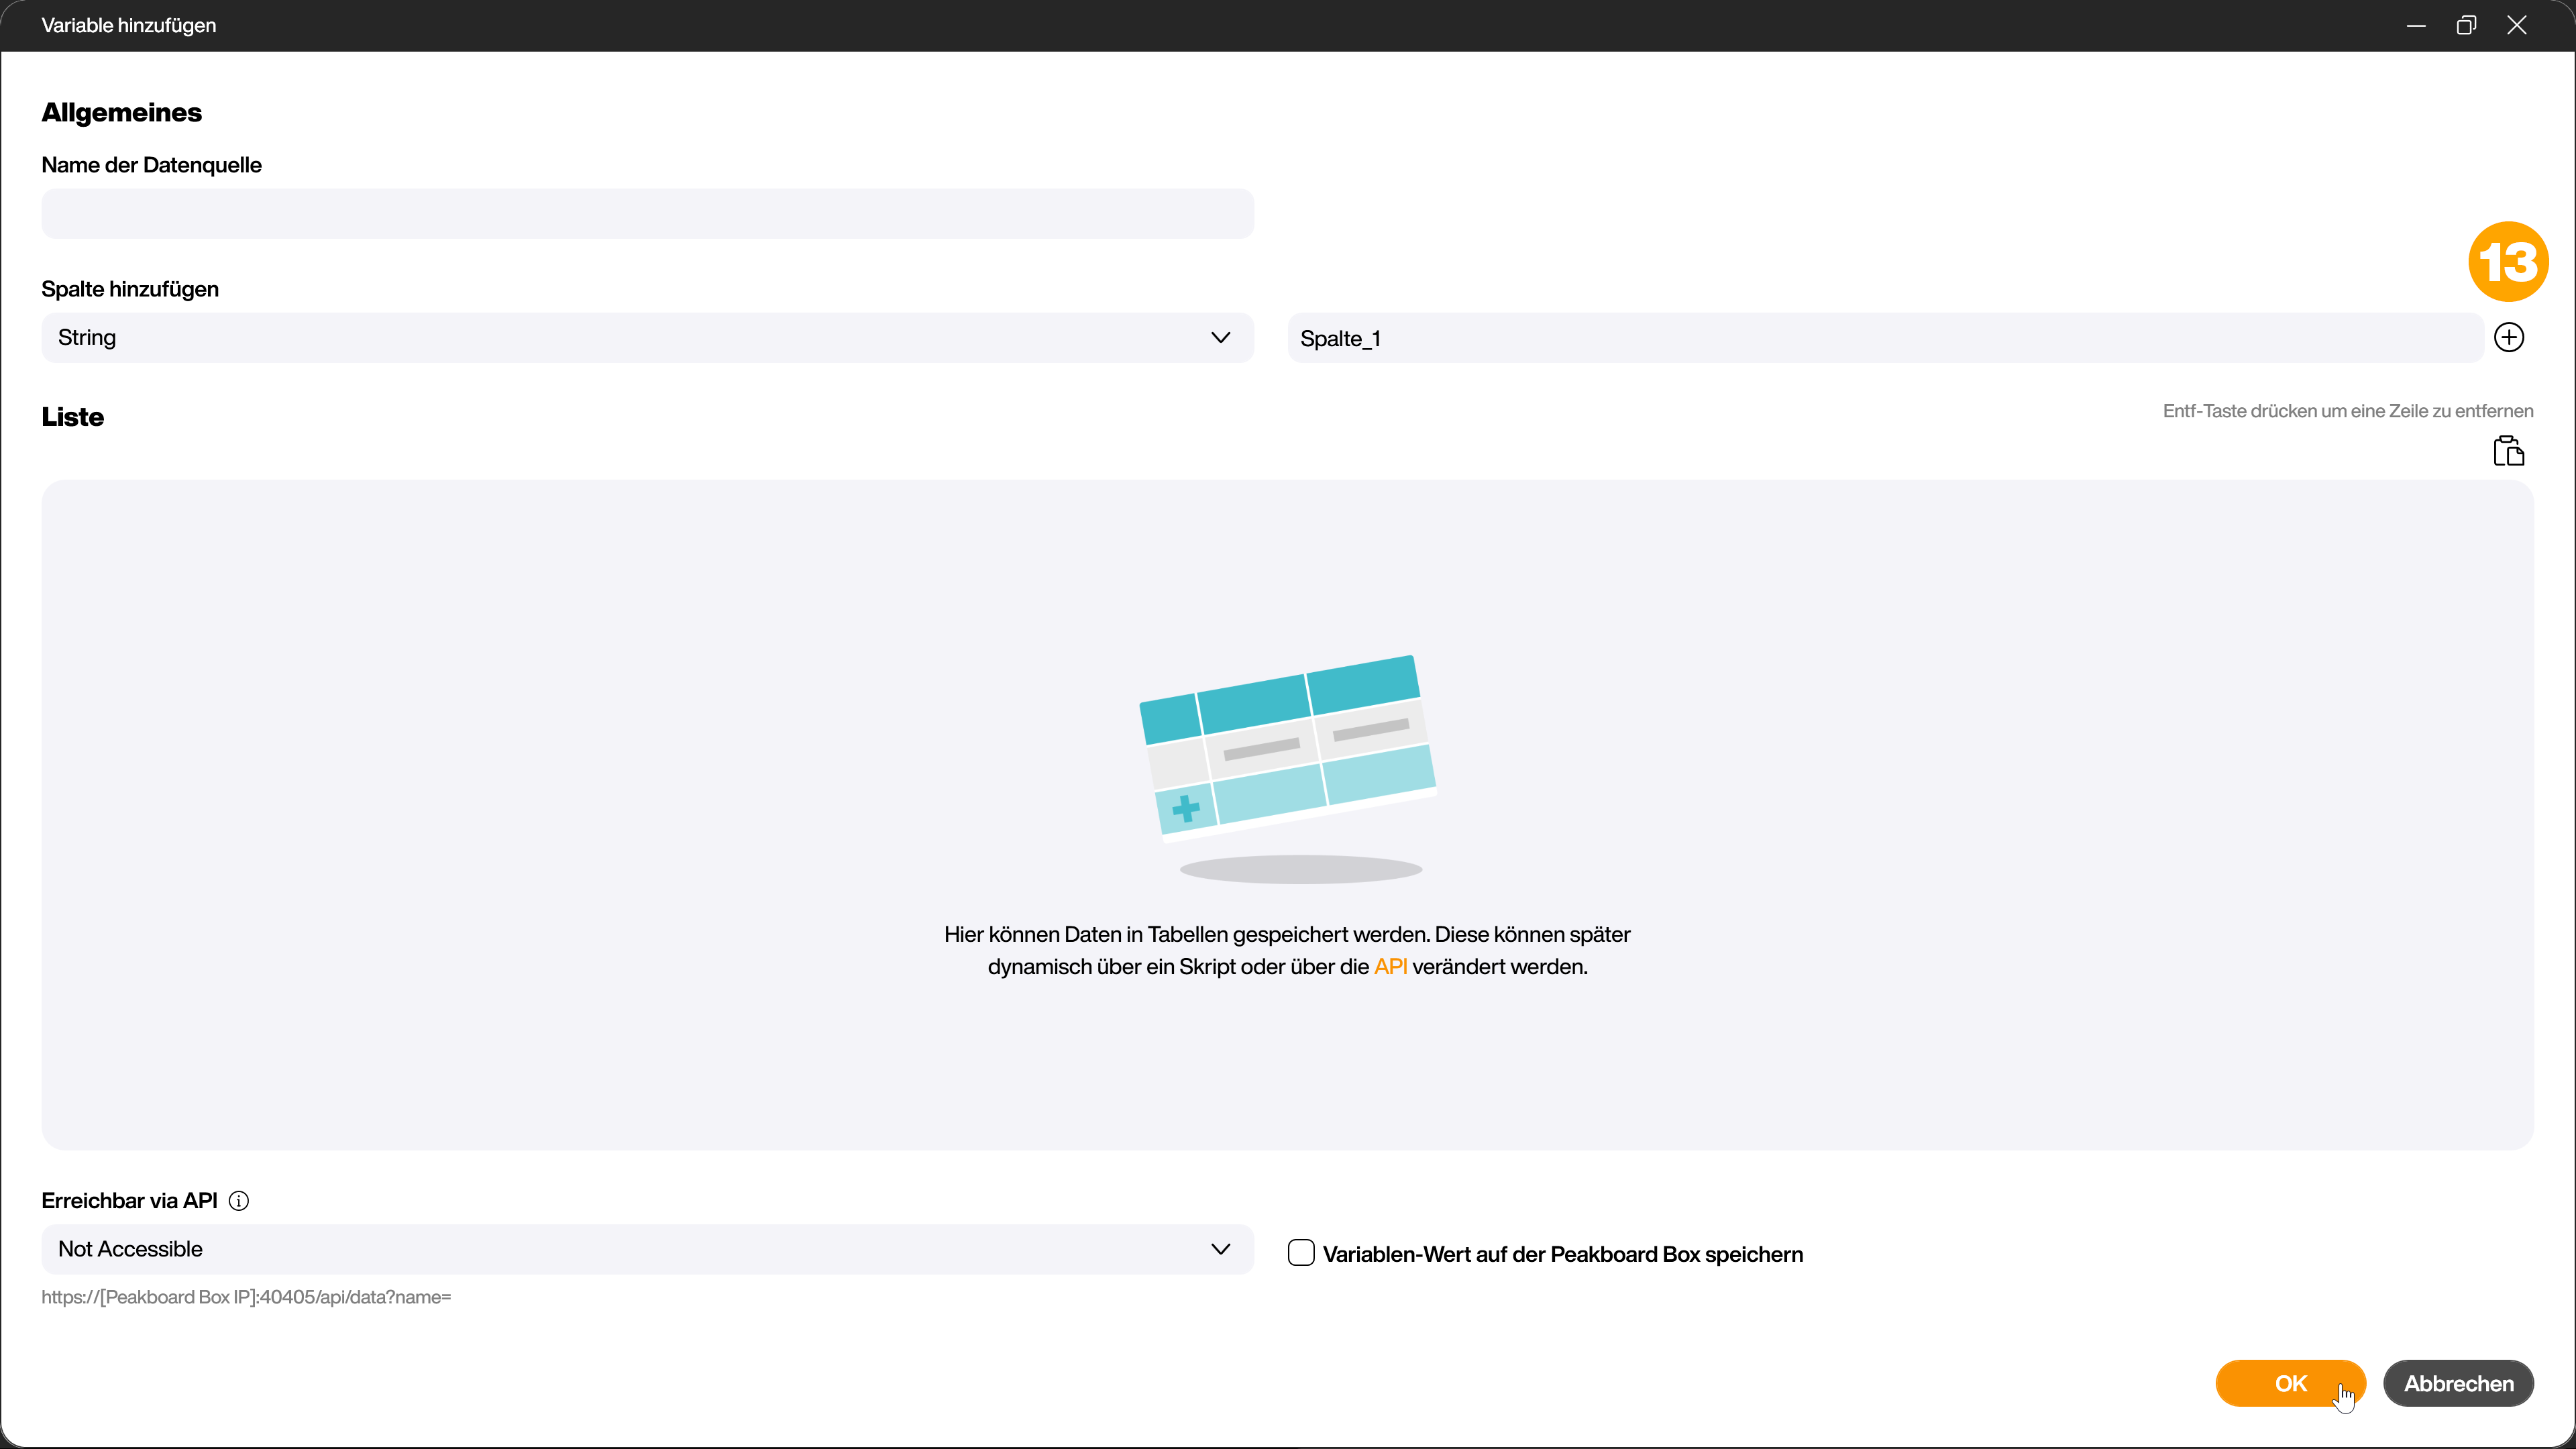 Variable hinzufügen
Allgemeines
Name der Datenquelle
13
Spalte hinzufügen
String
Spalte_1
Liste
Entf-Taste drücken um eine Zeile zu entfernen
Hier können Daten in Tabellen gespeichert werden. Diese können später
dynamisch über ein Skript oder über die API verändert werden.
Erreichbar via API
Not Accessible
Variablen-Wert auf der Peakboard Box speichern
https://[Peakboard Box IP]:40405/api/data?name=
OK
Abbrechen